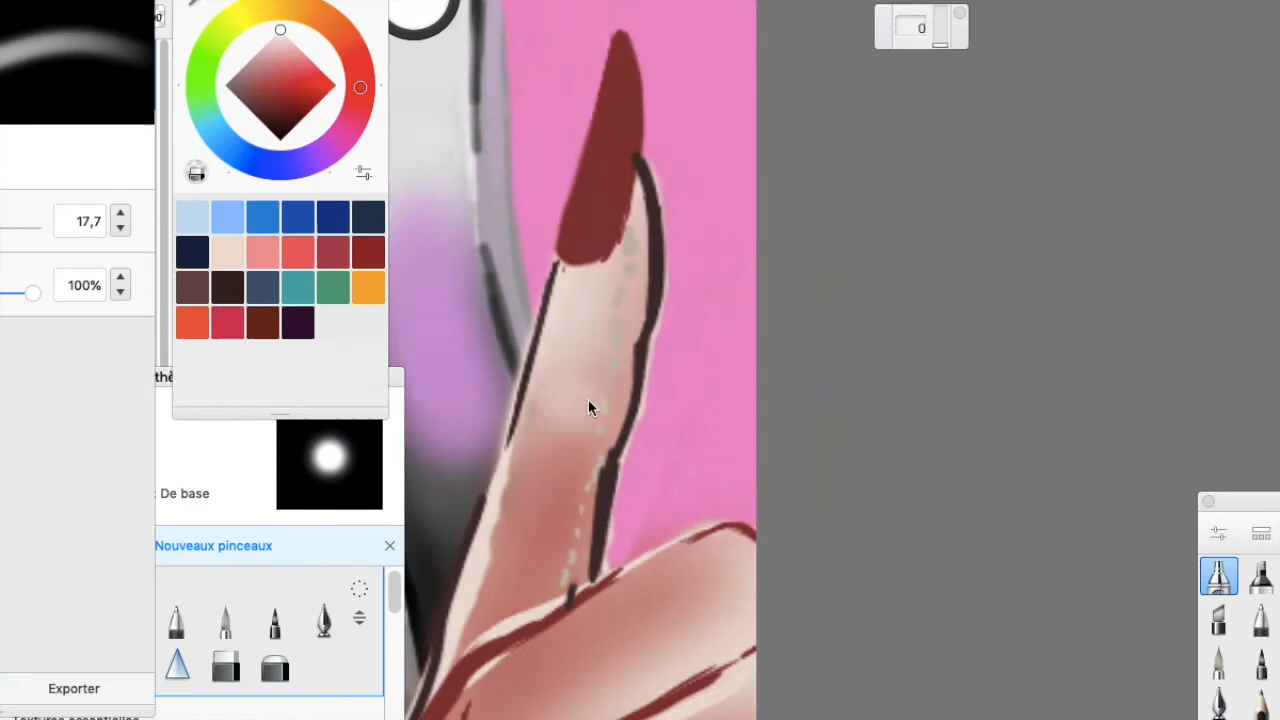 0
17,7
100%
thè
: De base
Nouveaux pinceaux
Exporter
Textures essentielles